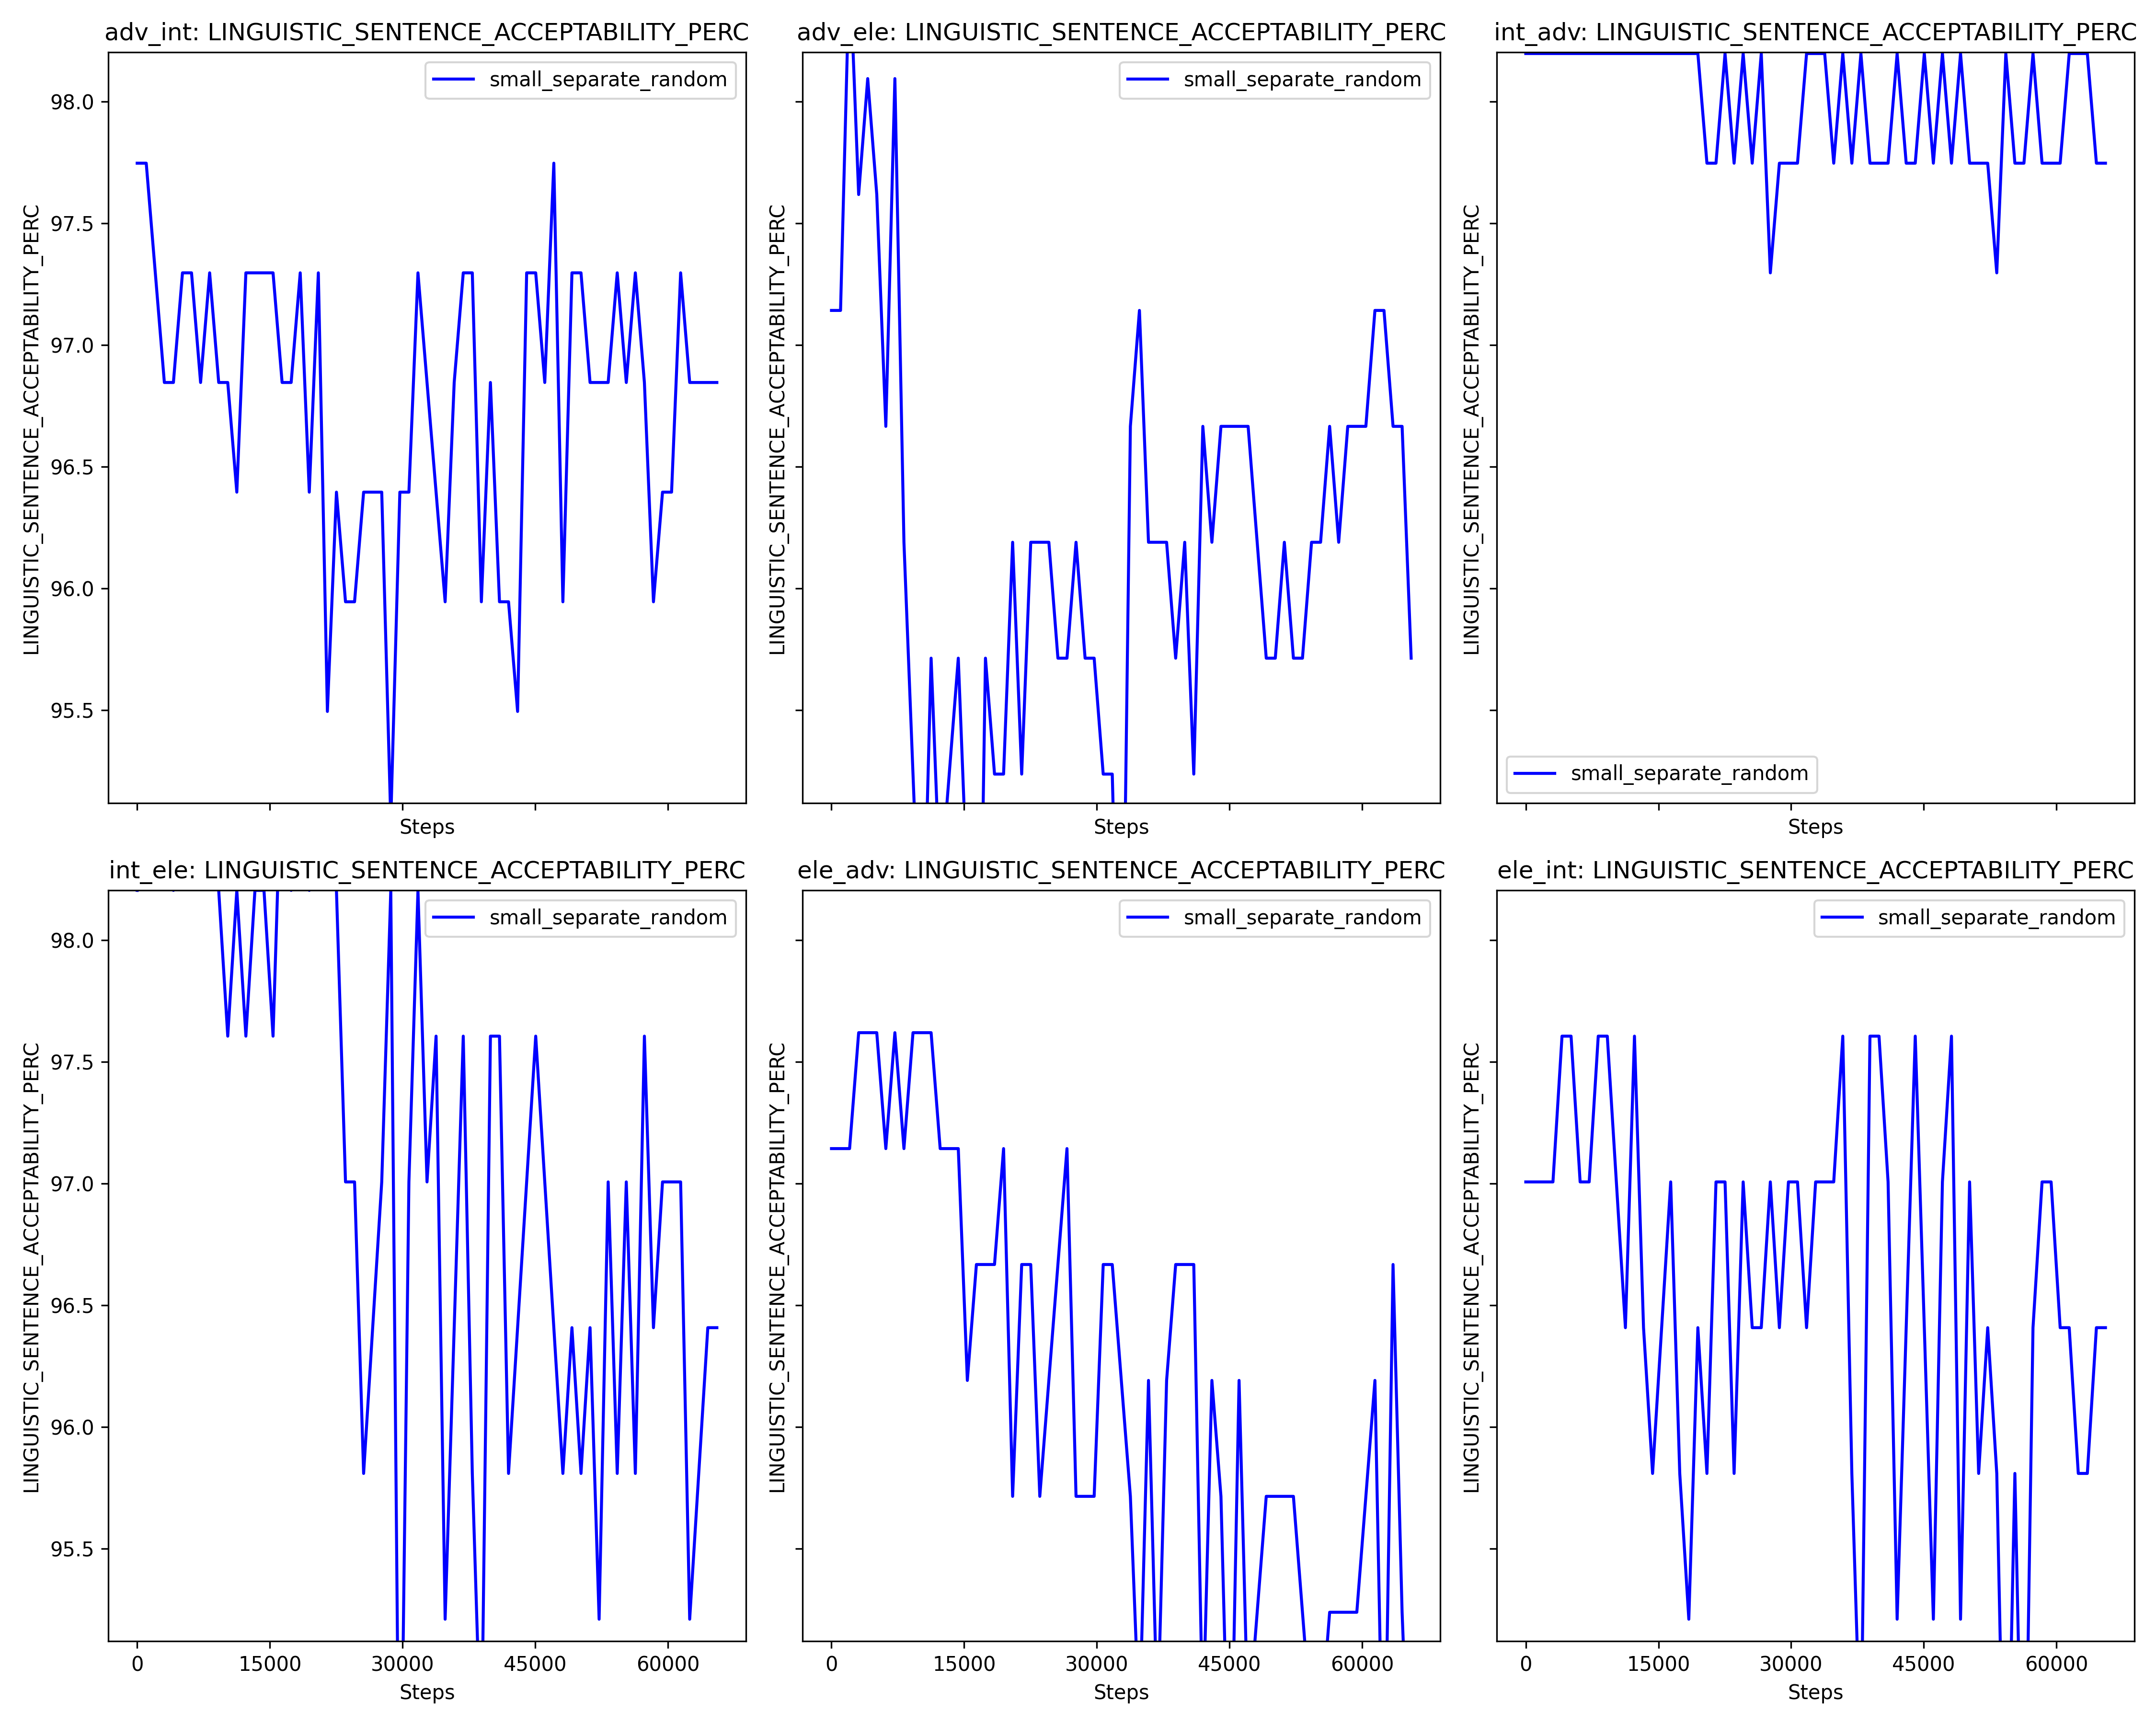 adv_int: LINGUISTIC_SENTENCE_ACCEPTABILITY_PERC
adv_ele: LINGUISTIC_SENTENCE_ACCEPTABILITY_PERC
int_adv: LINGUISTIC_SENTENCE_ACCEPTABILITY_PERC
small_separate_random
small_separate_random
small_separate_random
98.0
97.5
97.0
96.5
96.0
95.5
LINGUISTIC_SENTENCE_ACCEPTABILITY_PERC
LINGUISTIC_SENTENCE_ACCEPTABILITY_PERC
LINGUISTIC_SENTENCE_ACCEPTABILITY_PERC
Steps
Steps
Steps
int_ele: LINGUISTIC_SENTENCE_ACCEPTABILITY_PERC
ele_adv: LINGUISTIC_SENTENCE_ACCEPTABILITY_PERC
ele_int: LINGUISTIC_SENTENCE_ACCEPTABILITY_PERC
small_separate_random
small_separate_random
small_separate_random
98.0
97.5
97.0
96.5
96.0
95.5
LINGUISTIC_SENTENCE_ACCEPTABILITY_PERC
LINGUISTIC_SENTENCE_ACCEPTABILITY_PERC
LINGUISTIC_SENTENCE_ACCEPTABILITY_PERC
0 15000 30000 45000 60000
0 15000 30000 45000 60000
0 15000 30000 45000 60000
Steps
Steps
Steps